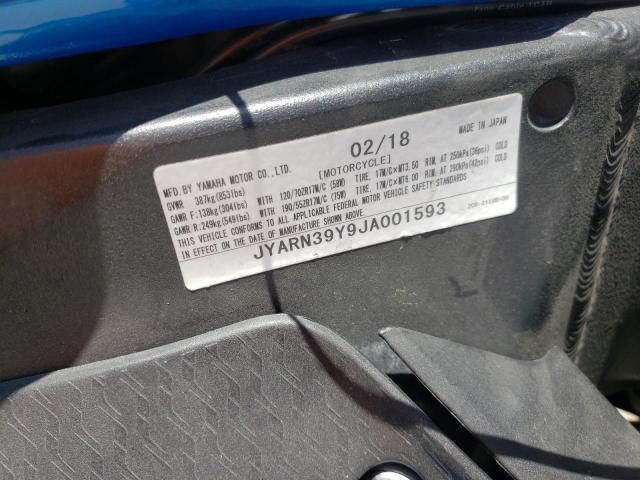 02/18
MADE IN JAPAN
MFD. BY YAMAHA MOTOR CO., LTD. [MOTORCYCLE]
GVWR: 387kg(853lbs)
GAWR F: 138kg(304lbs) WITH 120/70ZR17M/C (58W) TIRE, 17M/C×MT3.50 RIM, AT 250kPa(36psi) COLD
GAWR R: 249kg(549lbs) WITH 190/55ZR17M/C (75W) TIRE, 17M/C×MT6.00 RIM, AT 290kPa(42psi) COLD
THIS VEHICLE CONFORMS TO ALL APPLICABLE FEDERAL MOTOR VEHICLE SAFETY STANDARDS
IN EFFECT ON THE DATE OF MANUFACTURE SHOWN ABOVE.
JYARN39Y9JA001593